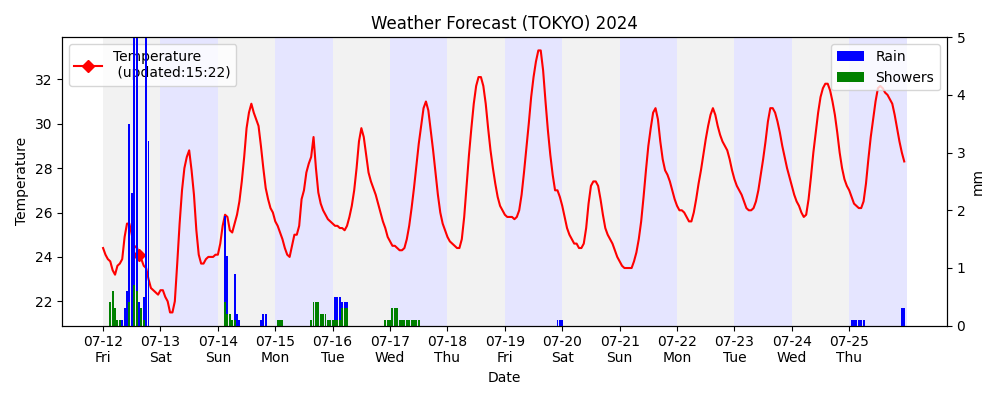 Weather Forecast (TOKYO) 2024
Temperature
(updated:15:22)
Rain
Showers
Temperature
32
30
28
26
24
22
mm
5
4
3
2
1
0
07-12 07-13 07-14 07-15 07-16 07-17 07-18 07-19 07-20 07-21 07-22 07-23 07-24 07-25
Fri Sat Sun Mon Tue Wed Thu Fri Sat Sun Mon Tue Wed Thu
Date